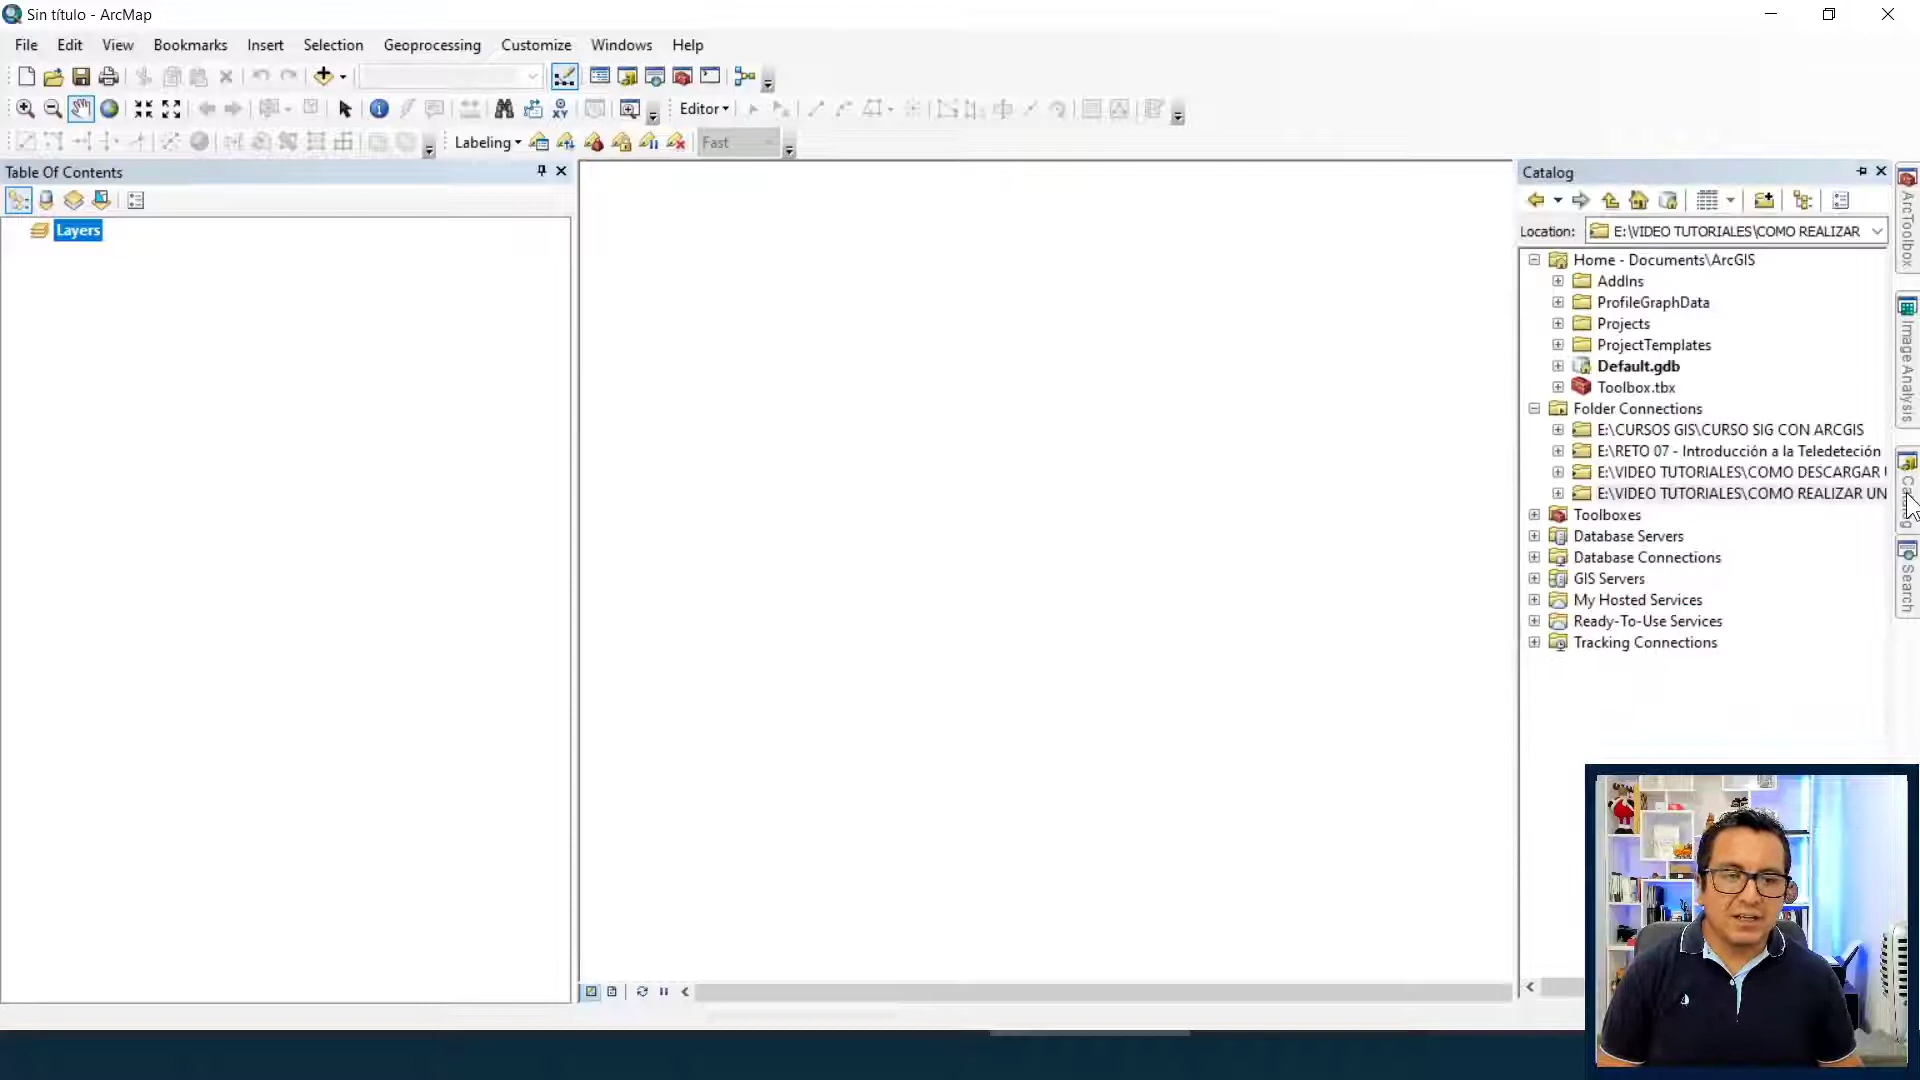 Sin título - ArcMap
File Edit View Bookmarks Insert Selection Geoprocessing Customize Windows Help
Editor
Labeling Fast
Table Of Contents
Layers
Catalog
Location: E:\VIDEO TUTORIALES\COMO REALIZAR
Home - Documents\ArcGIS
AddIns
ProfileGraphData
Projects
ProjectTemplates
Default.gdb
Toolbox.tbx
Folder Connections
E:\CURSOS GIS\CURSO SIG CON ARCGIS
E:\RETO 07 - Introducción a la Teledeteción
E:\VIDEO TUTORIALES\COMO DESCARGAR
E:\VIDEO TUTORIALES\COMO REALIZAR UN
Toolboxes
Database Servers
Database Connections
GIS Servers
My Hosted Services
Ready-To-Use Services
Tracking Connections
ArcToolbox
Image Analysis
Catalog
Search